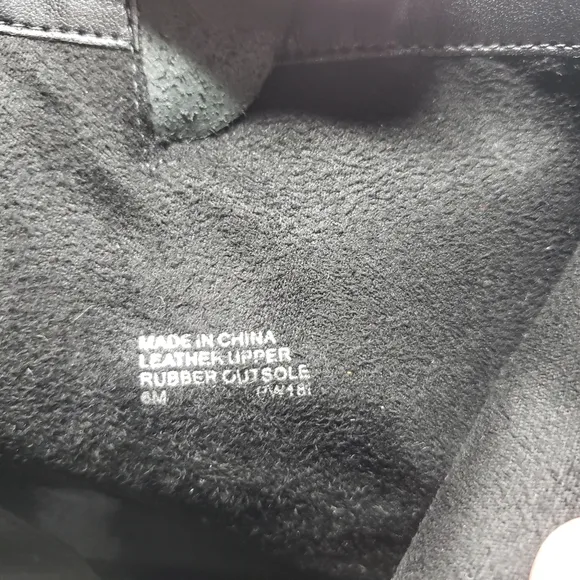 MADE IN CHINA
LEATHER UPPER
RUBBER OUTSOLE
6M